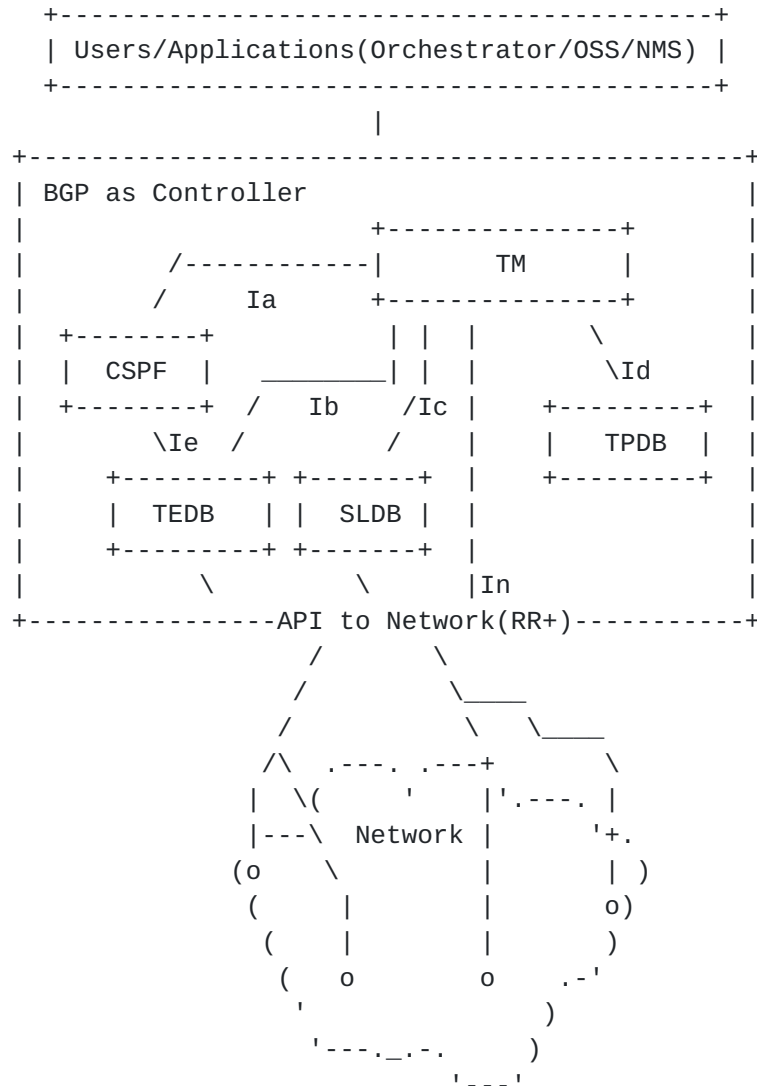 Users/Applications(Orchestrator/OSS/NMS)
BGP as Controller
TM
Ia
CSPF
\Id
Ib /Ic
\Ie
TPDB
TEDB SLDB
In
API to Network(RR+)
Network
o
o
o o